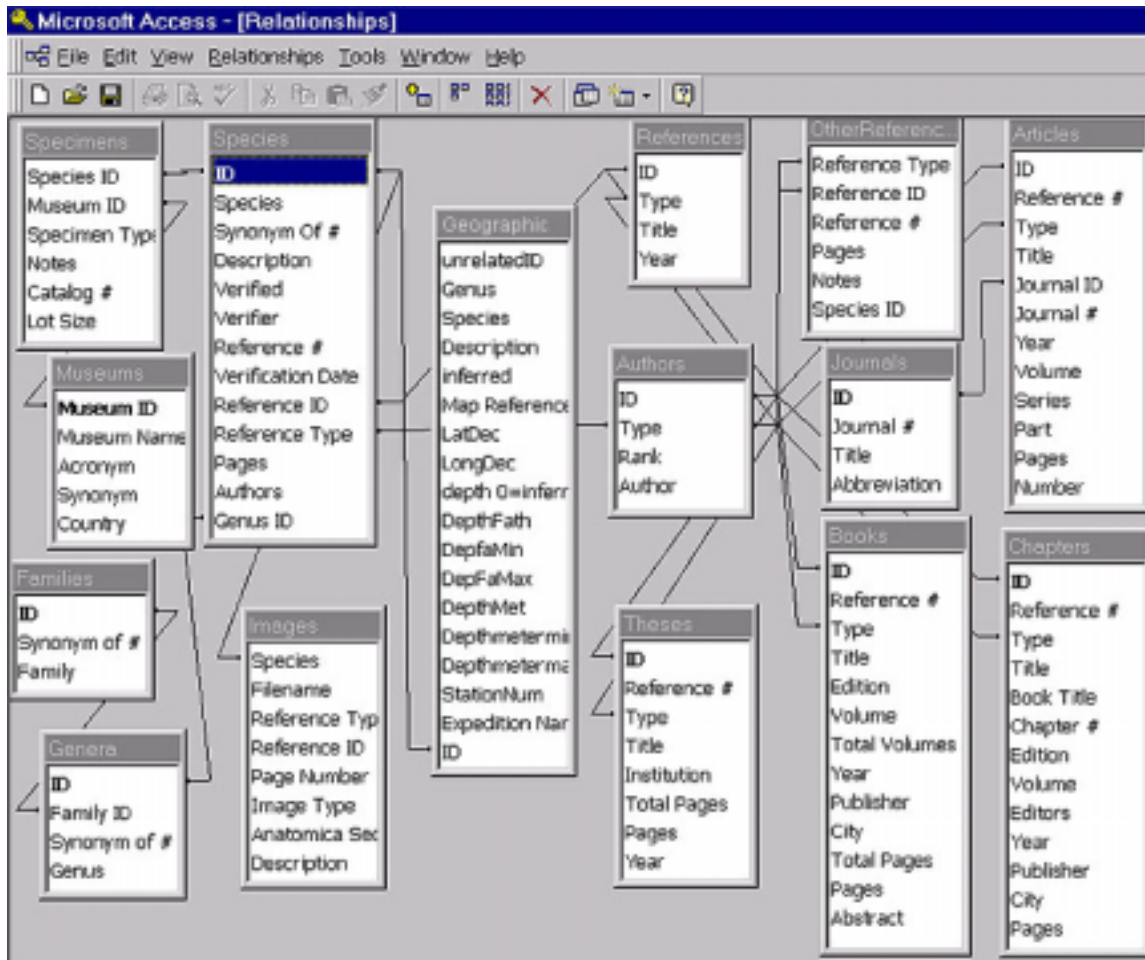 Microsoft Access - [Relationships]
File Edit View Relationships Tools Window Help
Specimens
Species ID
Museum ID
Specimen Type
Notes
Catalog #
Lot Size
Species
ID
Species
Synonym Of #
Description
Verified
Verifier
Reference #
Verification Date
Reference ID
Reference Type
Pages
Authors
Genus ID
Museums
Museum ID
Museum Name
Acronym
Synonym
Country
Families
ID
Synonym of #
Family
Genera
ID
Family ID
Synonym of #
Genus
Images
Species
Filename
Reference Typ
Reference ID
Page Number
Image Type
Anatomica Sec
Description
Geographic
unrelatedID
Genus
Species
Description
inferred
Map Reference
LatDec
LongDec
depth 0=inferr
DepthFath
DepfaMin
DepFaMax
DepthMet
Depthmetermi
Depthmeterma
StationNum
Expedition Nar
ID
References
ID
Type
Title
Year
Authors
ID
Type
Rank
Author
Theses
ID
Reference #
Type
Title
Institution
Total Pages
Pages
Year
OtherReferenc...
Reference Type
Reference ID
Reference #
Pages
Notes
Species ID
Journals
ID
Journal #
Title
Abbreviation
Books
ID
Reference #
Type
Title
Edition
Volume
Total Volumes
Year
Publisher
City
Total Pages
Pages
Abstract
Articles
ID
Reference #
Type
Title
Journal ID
Journal #
Year
Volume
Series
Part
Pages
Number
Chapters
ID
Reference #
Type
Title
Book Title
Chapter #
Edition
Volume
Editors
Year
Publisher
City
Pages